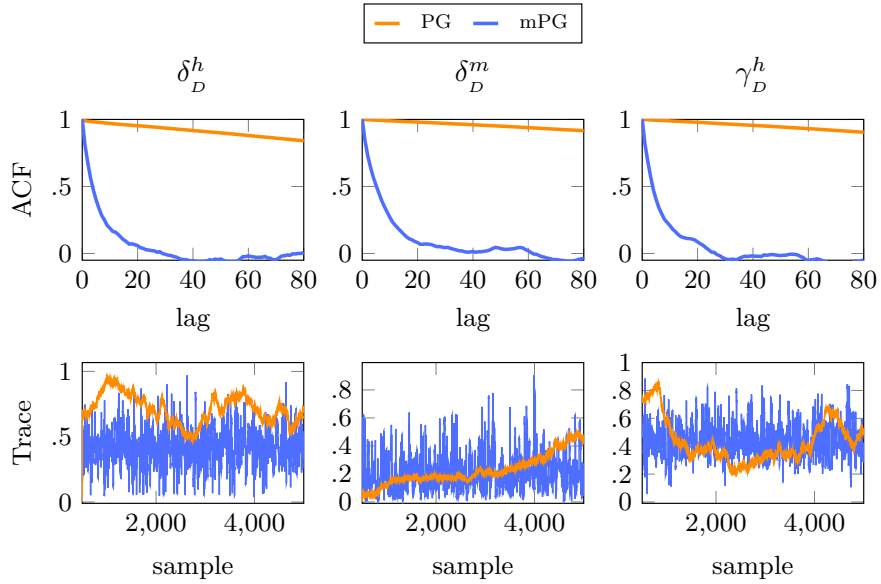 PG mPG
δ_D^h δ_D^m γ_D^h
ACF
1 1 1
.5 .5 .5
0 0 0
0 20 40 60 80 0 20 40 60 80 0 20 40 60 80
lag lag lag
Trace
1 .8 1
.5 .6 .8
0 .4 .6
.2 .4
0 .2
0
2,000 4,000 2,000 4,000 2,000 4,000
sample sample sample